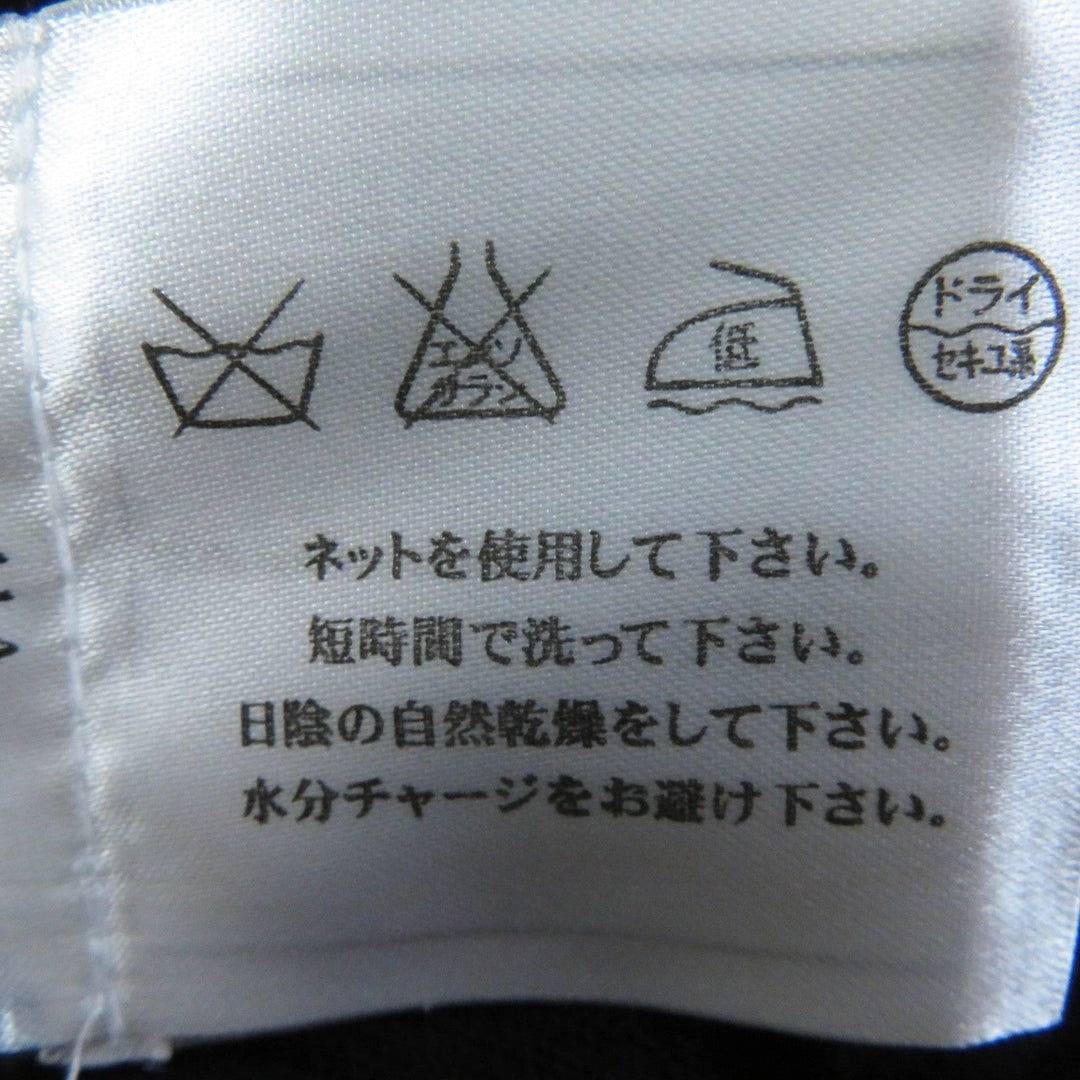 エンソ
サラシ
低
ドライ
セキユ系
ネットを使用して下さい。
短時間で洗って下さい。
日陰の自然乾燥をして下さい。
水分チャージをお避け下さい。